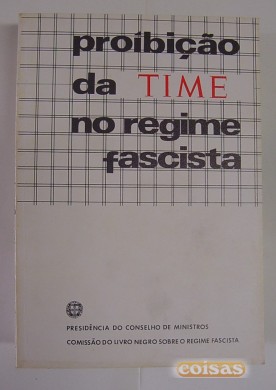 proibição
da TIME
no regime
fascista
PRESIDÊNCIA DO CONSELHO DE MINISTROS
COMISSÃO DO LIVRO NEGRO SOBRE O REGIME FASCISTA
coisas